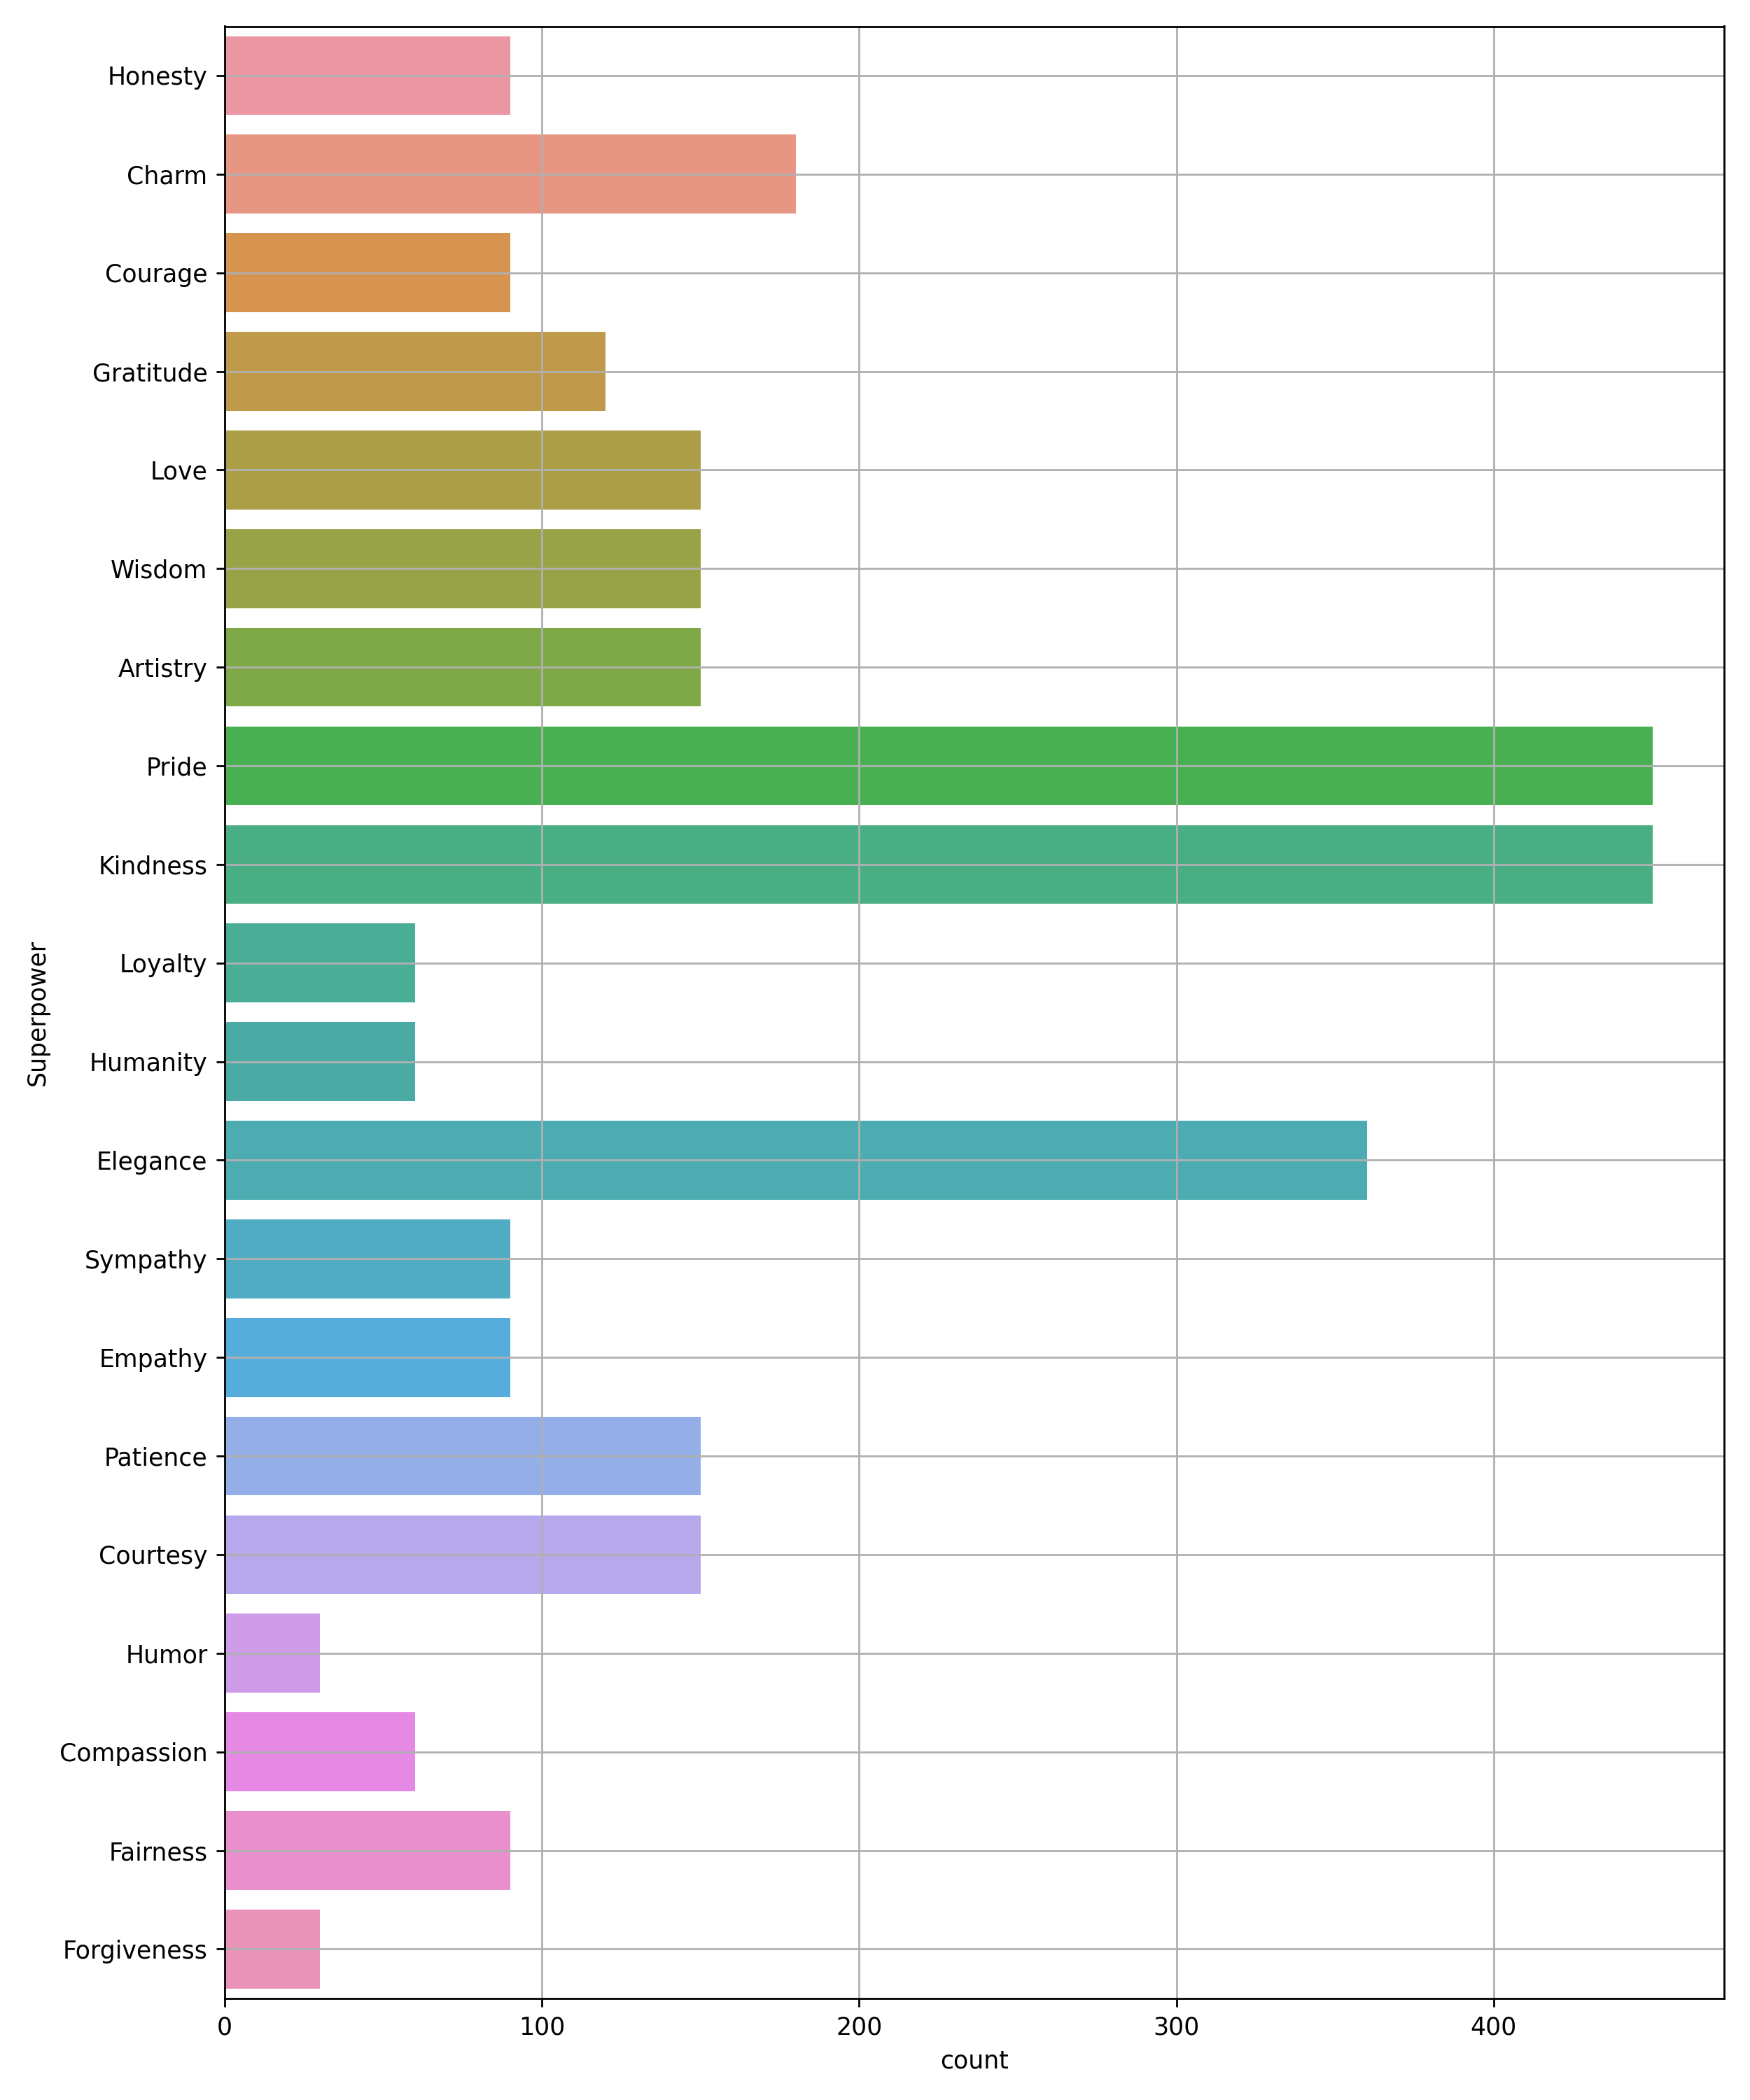 Honesty
Charm
Courage
Gratitude
Love
Wisdom
Artistry
Pride
Kindness
Loyalty
Humanity
Elegance
Sympathy
Empathy
Patience
Courtesy
Humor
Compassion
Fairness
Forgiveness
Superpower
0 100 200 300 400
count